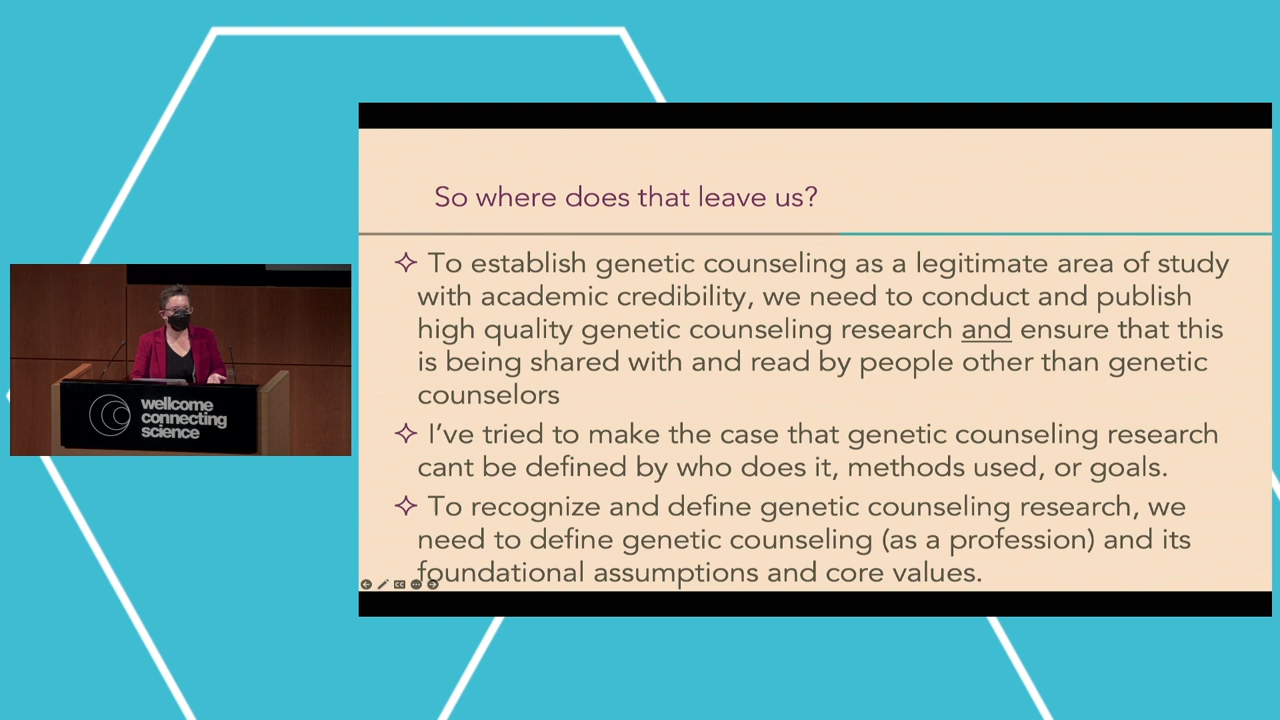 So where does that leave us?
To establish genetic counseling as a legitimate area of study
with academic credibility, we need to conduct and publish
high quality genetic counseling research and ensure that this
is being shared with and read by people other than genetic
counselors
I've tried to make the case that genetic counseling research
cant be defined by who does it, methods used, or goals.
To recognize and define genetic counseling research, we
need to define genetic counseling (as a profession) and its
foundational assumptions and core values.
wellcome
connecting
science